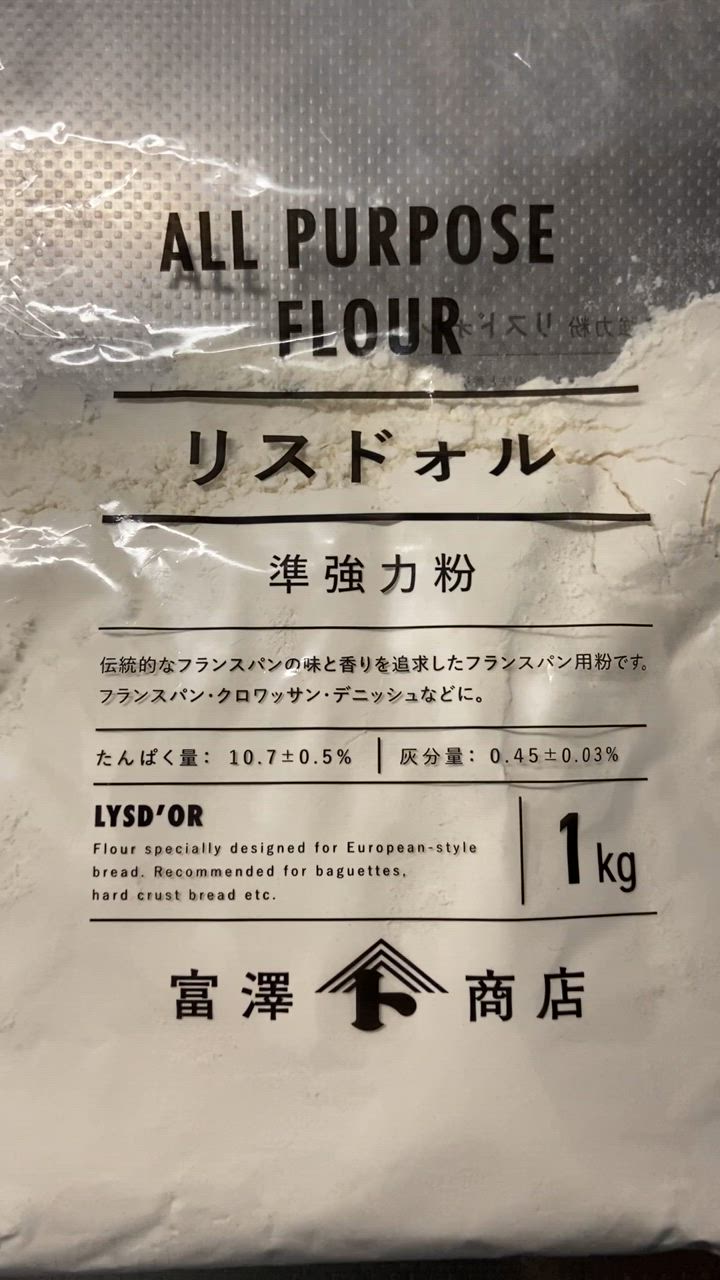 ALL PURPOSE
FLOUR
リスドォル
準強力粉
伝統的なフランスパンの味と香りを追求したフランスパン用粉です。
フランスパン・クロワッサン・デニッシュなどに。
たんぱく量： 10.7±0.5% | 灰分量： 0.45±0.03%
LYSD'OR
Flour specially designed for European-style
bread. Recommended for baguettes,
hard crust bread etc.
1kg
富澤 ト 商店